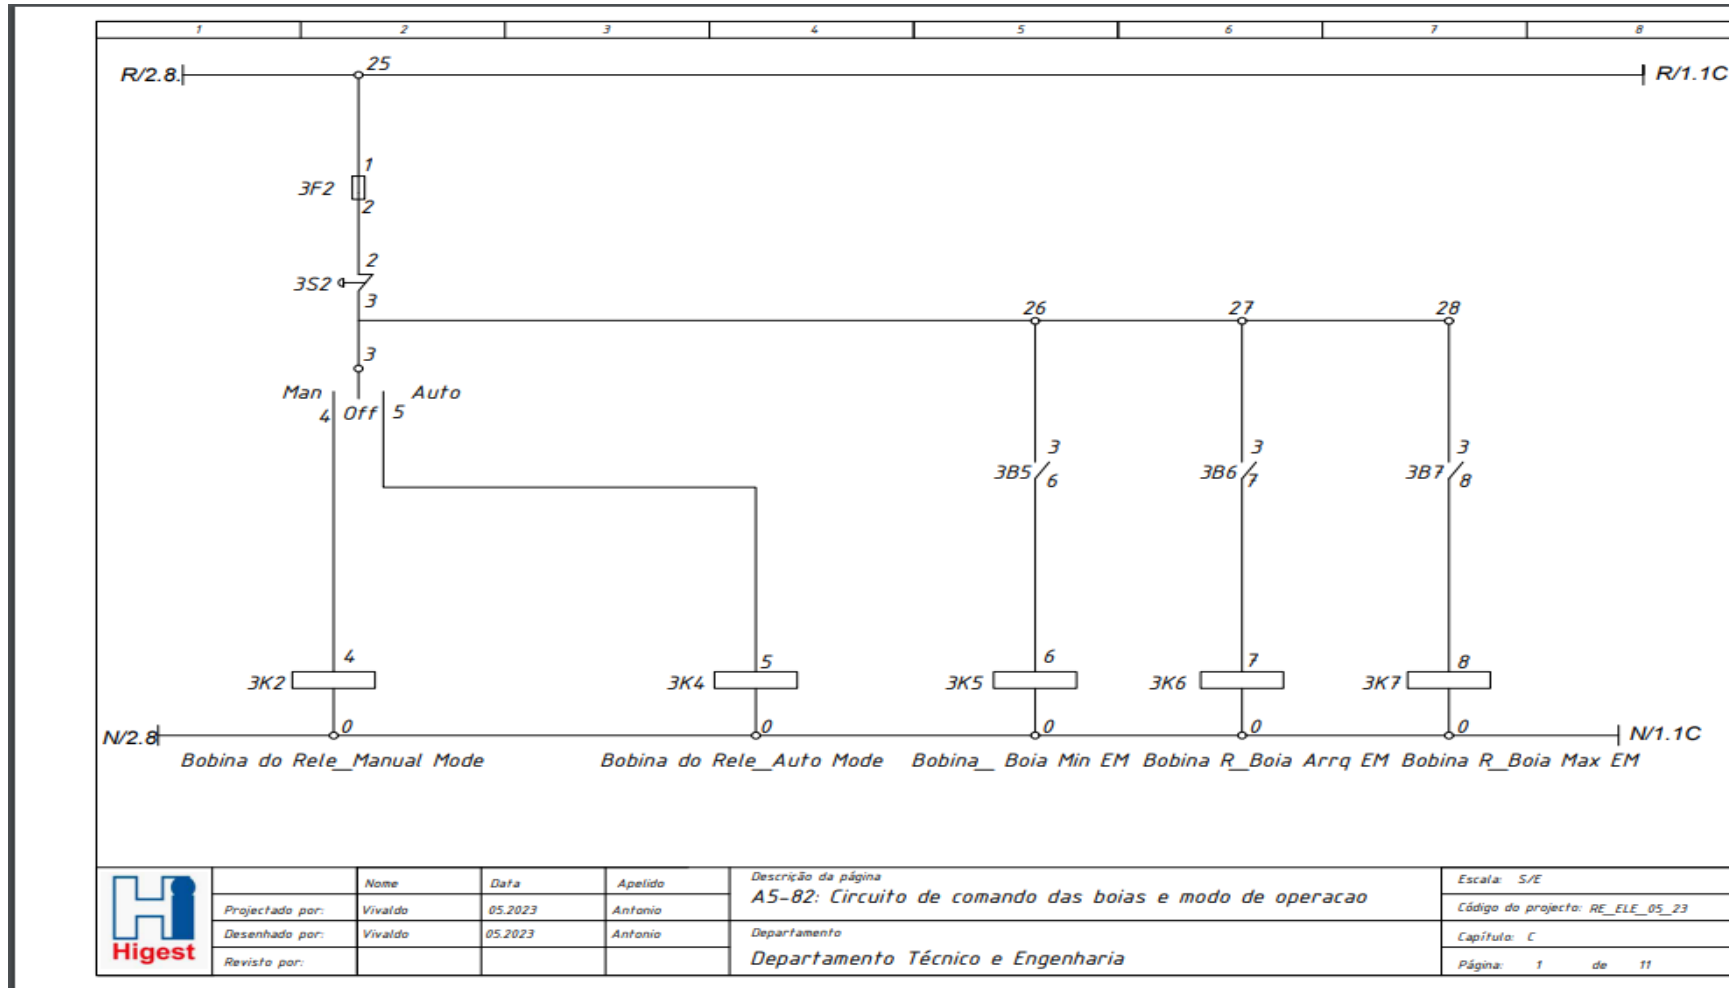 1 2 3 4 5 6 7 8
R/2.8. 25 R/1.1C
1
3F2
2
2
3S2
3
26 27 28
3
Man Auto
4 Off 5
3 3 3
3B5 3B6 3B7
6 7 8
4 5 6 7 8
3K2 3K4 3K5 3K6 3K7
0 0 0 0 0
N/2.8 N/1.1C
Bobina do Rele_Manual Mode Bobina do Rele_Auto Mode Bobina_ Boia Min EM Bobina R_Boia Arrq EM Bobina R_Boia Max EM
Higest
Nome Data Apelido
Projectado por: Vivaldo 05.2023 Antonio
Desenhado por: Vivaldo 05.2023 Antonio
Revisto por:
Descrição da página
A5-82: Circuito de comando das boias e modo de operacao
Departamento
Departamento Técnico e Engenharia
Escala: S/E
Código do projecto: RE_ELE_05_23
Capítulo: C
Página: 1 de 11